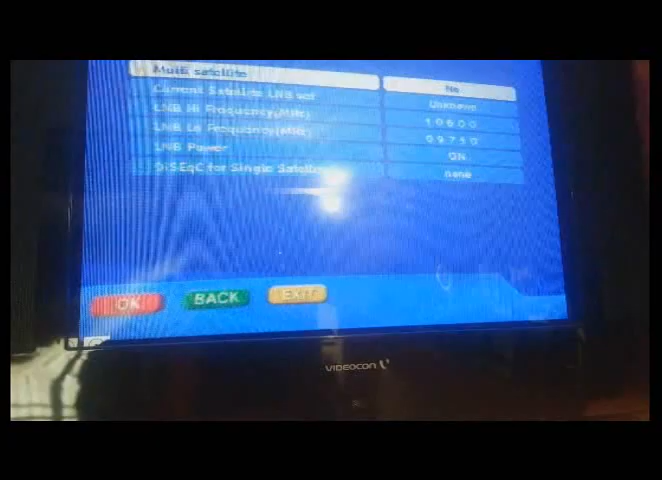 Multi satellite No
Current Satellite LNB set Unknown
LNB Hi Frequency(MHz) 10600
LNB Lo Frequency(MHz) 09750
LNB Power ON
DiSEqC for Single Satellite none
OK BACK EXIT
VIDEOCON